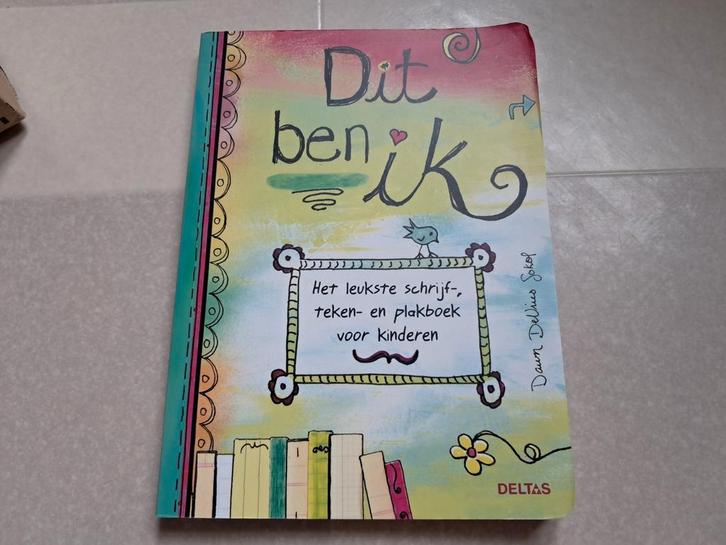 Dit
ben ik
Het leukste schrijf-,
teken- en plakboek
voor kinderen
Dawn DeVries Sokol
DELTAS